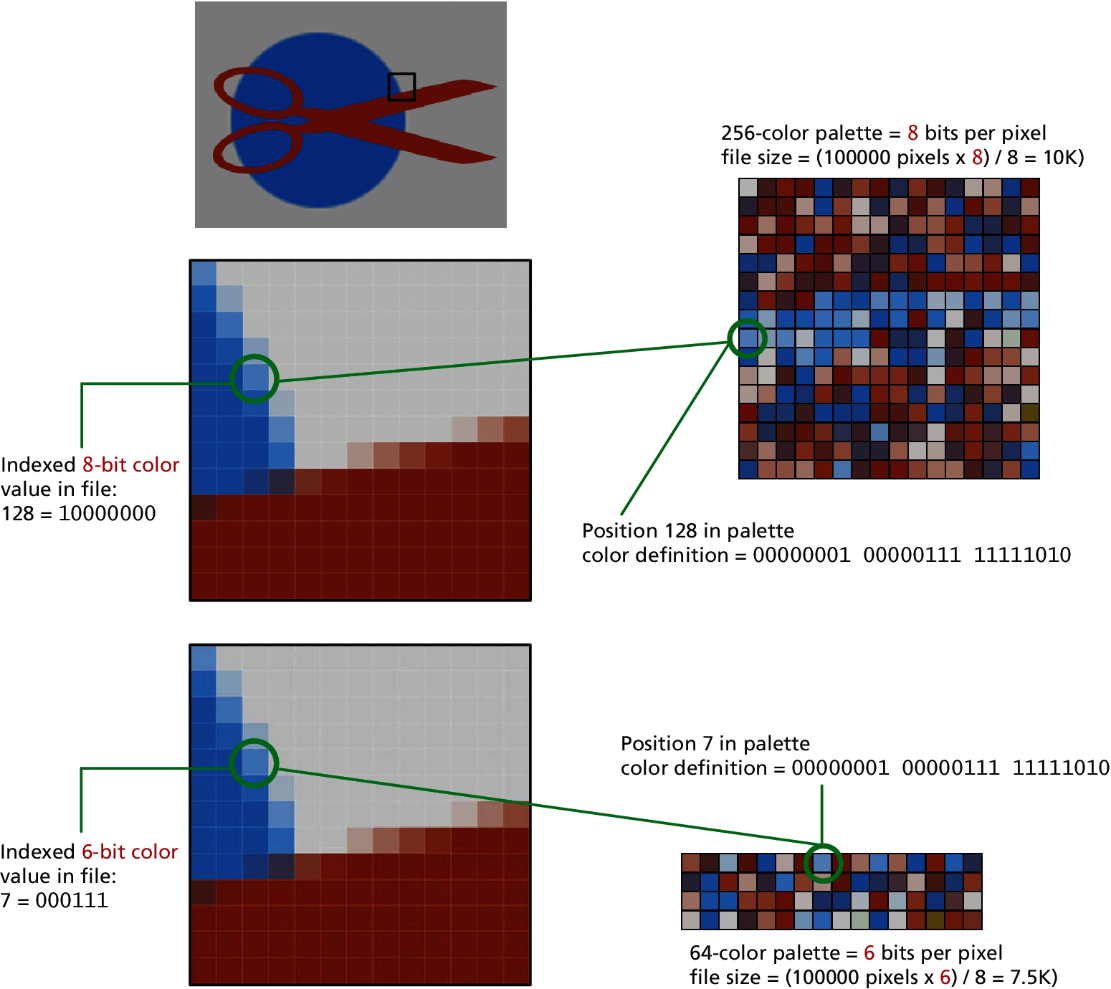 256-color palette = 8 bits per pixel
file size = (100000 pixels x 8) / 8 = 10K)
Indexed 8-bit color
value in file:
128 = 10000000
Position 128 in palette
color definition = 00000001 00000111 11111010
Position 7 in palette
color definition = 00000001 00000111 11111010
Indexed 6-bit color
value in file:
7 = 000111
64-color palette = 6 bits per pixel
file size = (100000 pixels x 6) / 8 = 7.5K)